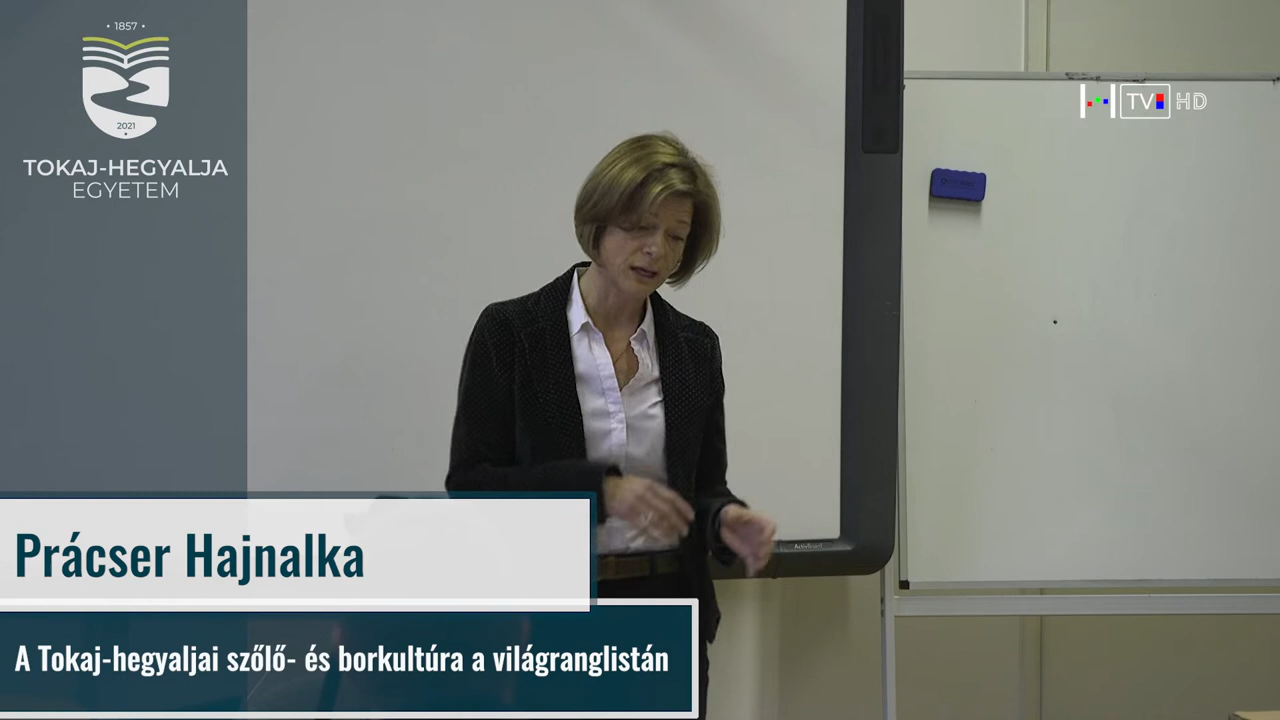 · 1857 ·
2021
TOKAJ-HEGYALJA
EGYETEM
TV
HD
Prácser Hajnalka
A Tokaj-hegyaljai szőlő- és borkultúra a világranglistán